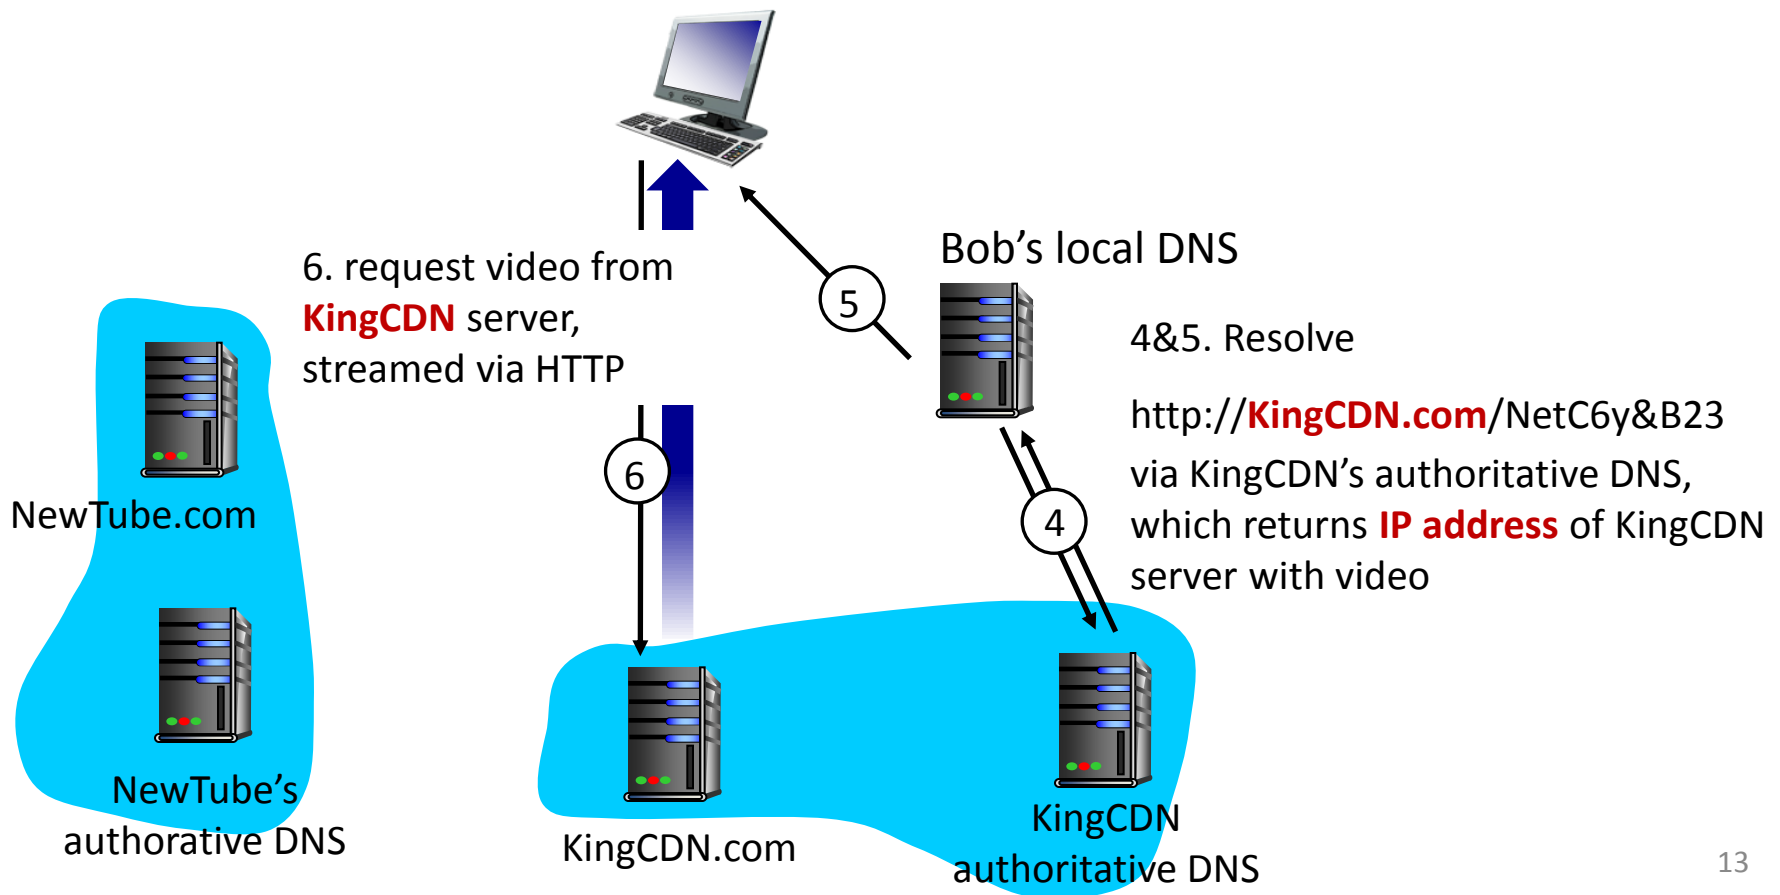 Bob’s local DNS
6. request video from
KingCDN server,
streamed via HTTP
5
4&5. Resolve
http://KingCDN.com/NetC6y&B23
via KingCDN’s authoritative DNS,
which returns IP address of KingCDN
server with video
6
4
NewTube.com
NewTube’s
authorative DNS
KingCDN.com
KingCDN
authoritative DNS
13